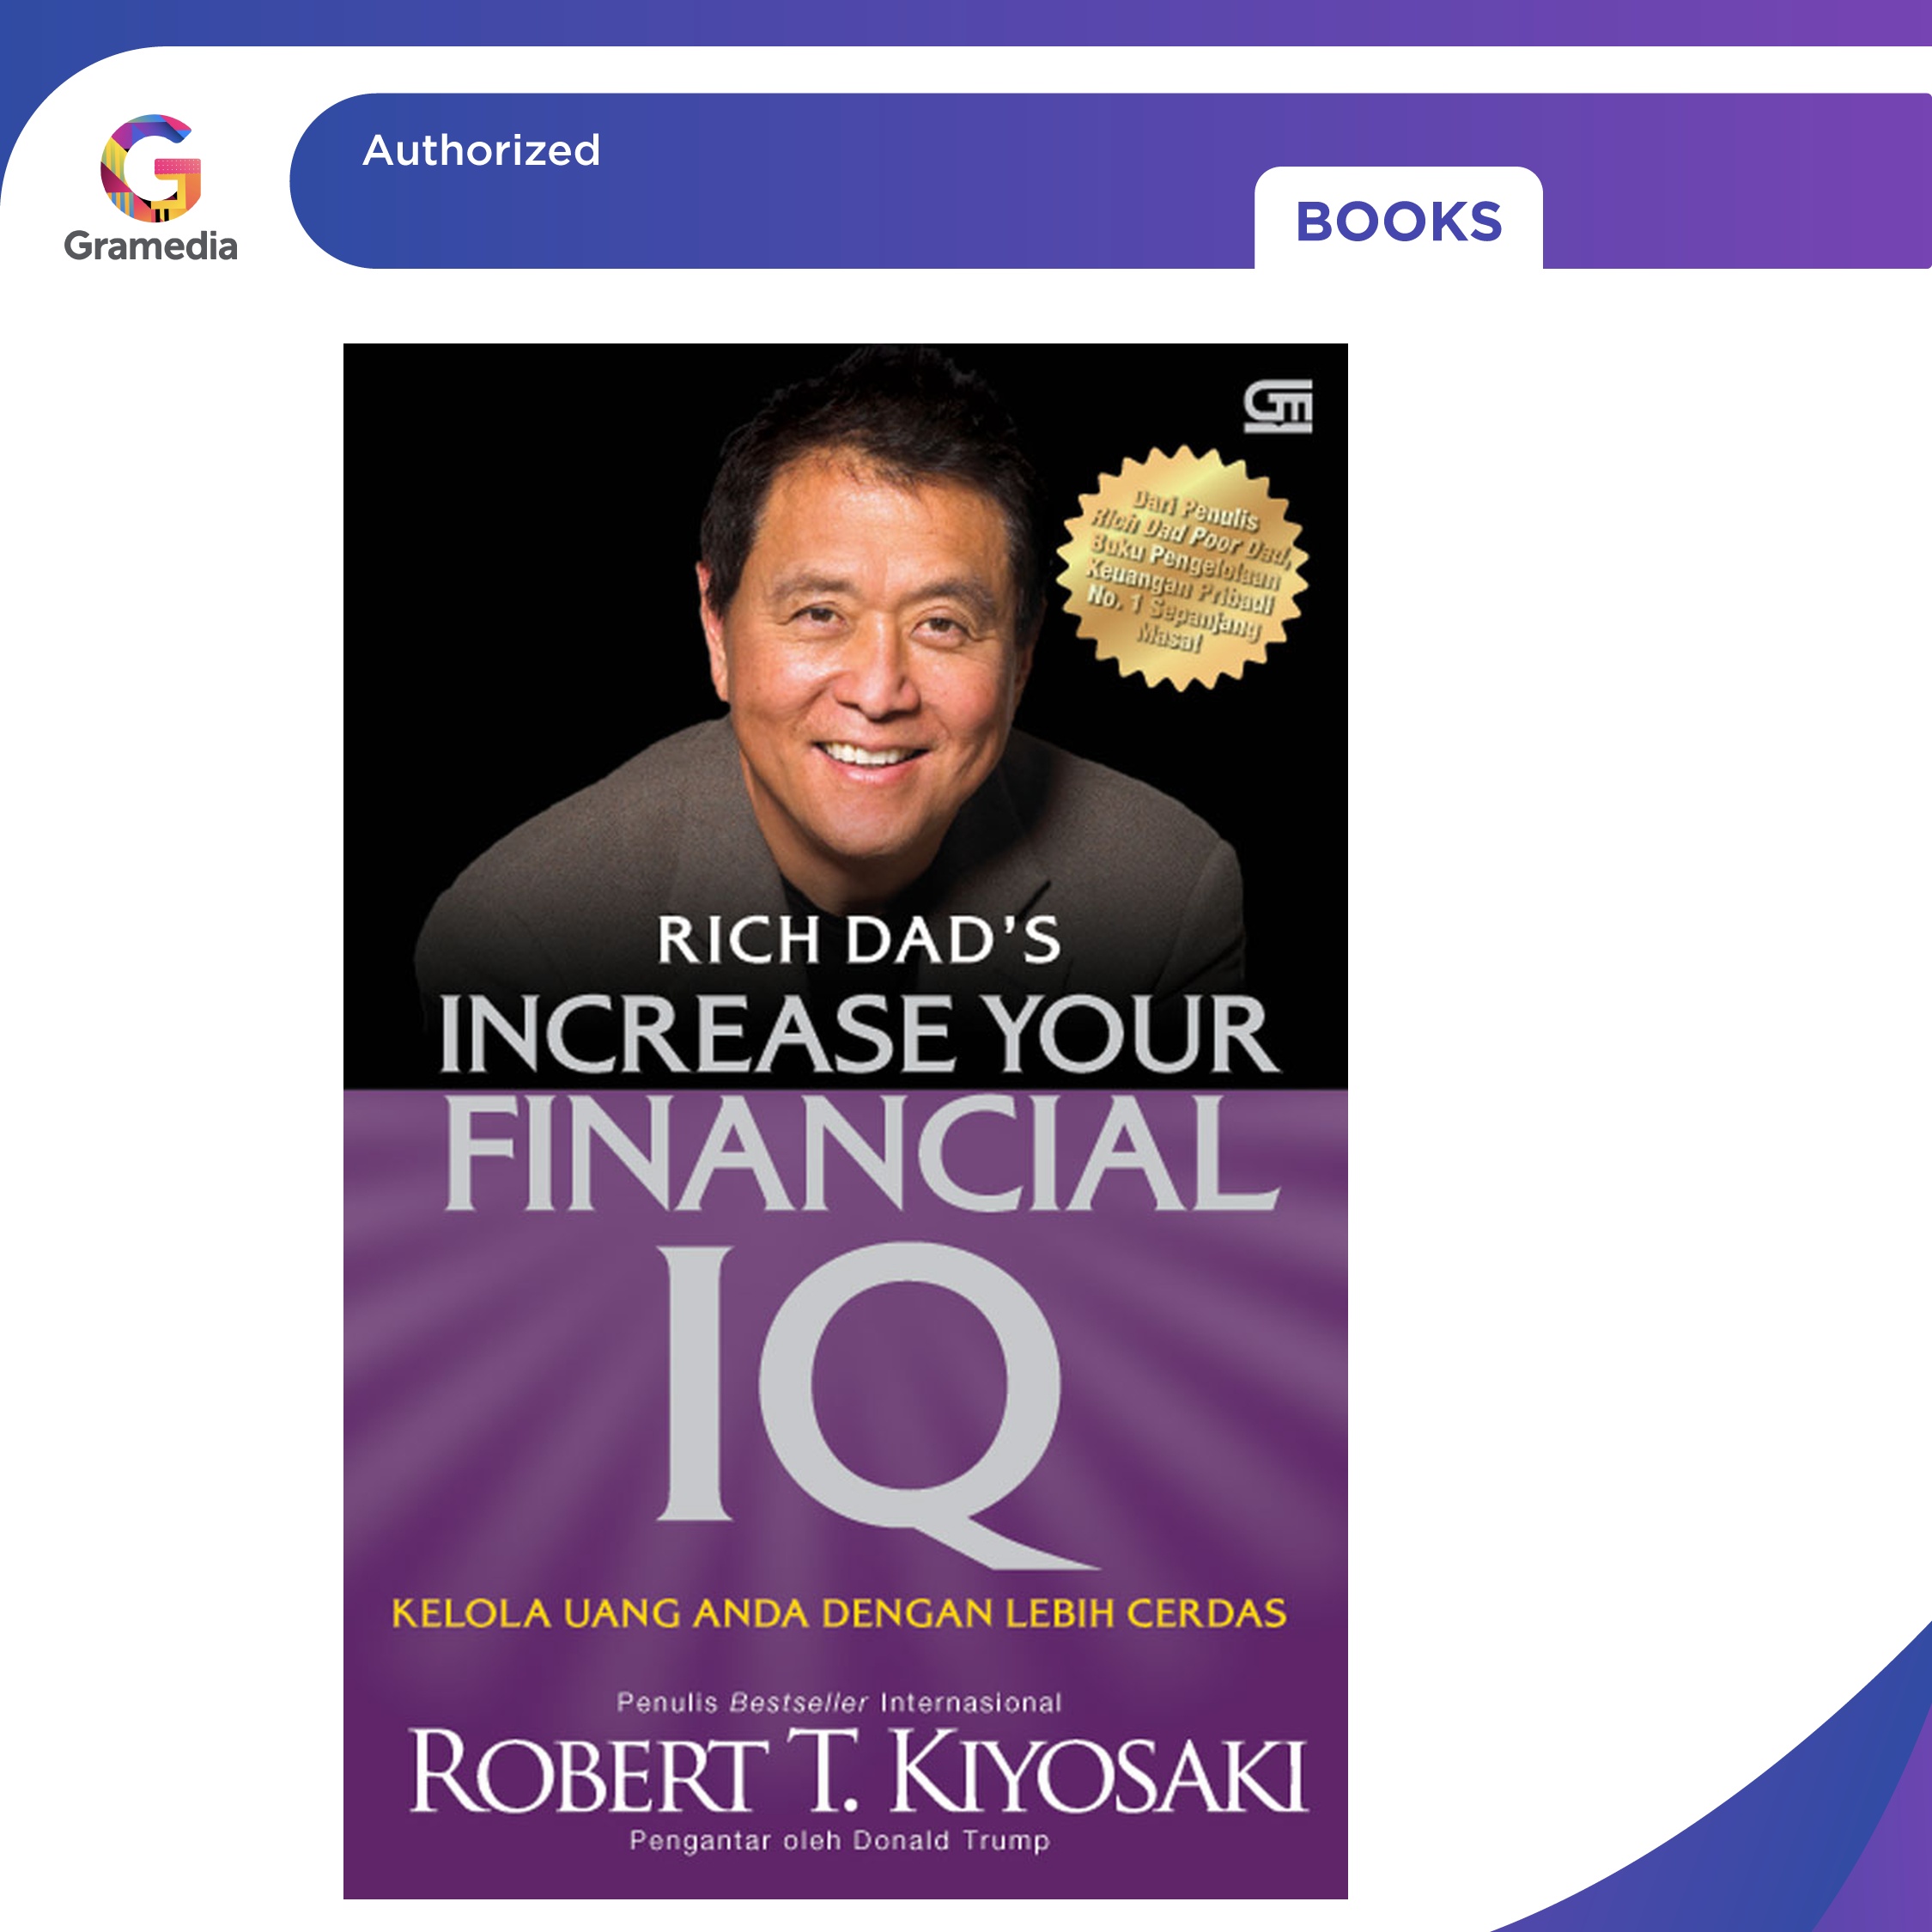 Gramedia
Authorized
BOOKS
GM
Dari Penulis
Rich Dad Poor Dad,
Buku Pengelolaan
Keuangan Pribadi
No. 1 Sepanjang
Masa!
RICH DAD'S
INCREASE YOUR
FINANCIAL
IQ
KELOLA UANG ANDA DENGAN LEBIH CERDAS
Penulis Bestseller Internasional
ROBERT T. KIYOSAKI
Pengantar oleh Donald Trump